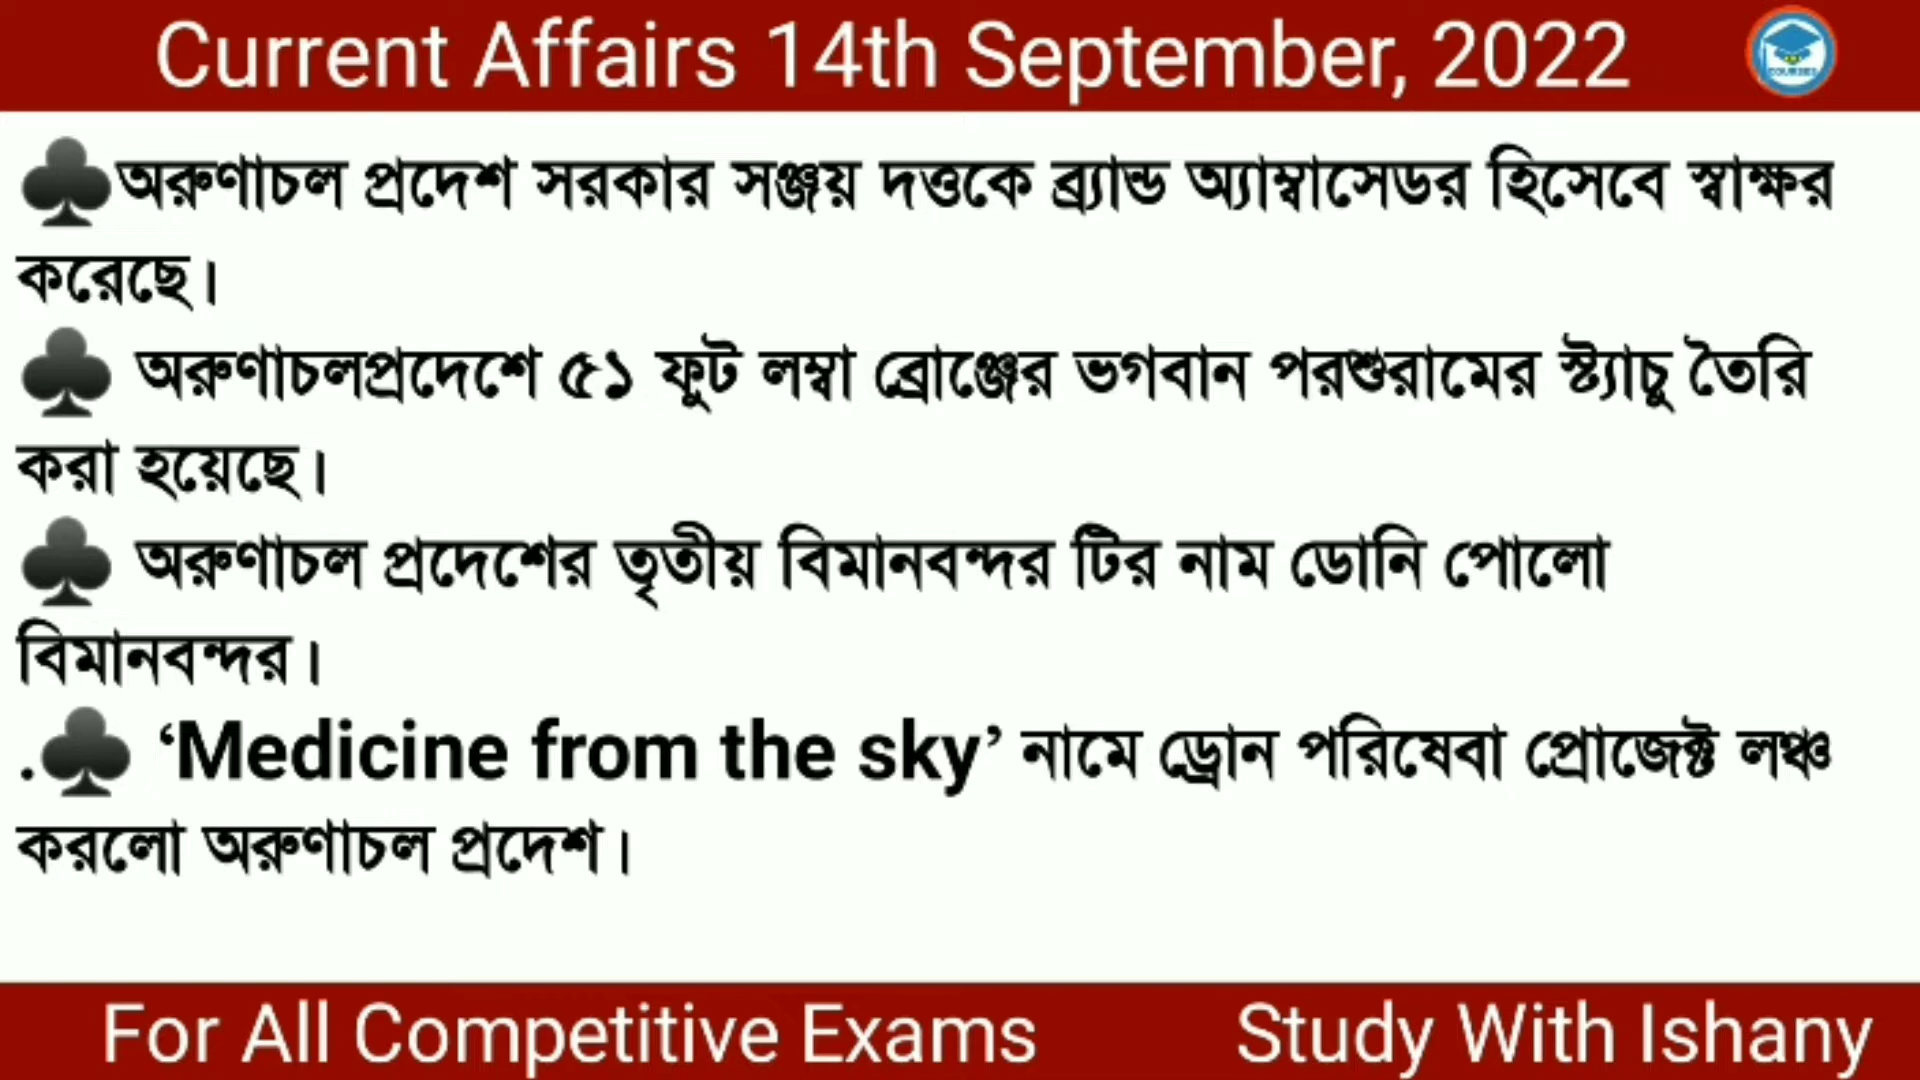 Current Affairs 14th September, 2022
COURSES
♣অরুণাচল প্রদেশ সরকার সঞ্জয় দত্তকে ব্র্যান্ড অ্যাম্বাসেডর হিসেবে স্বাক্ষর
করেছে।
♣ অরুণাচলপ্রদেশে ৫১ ফুট লম্বা ব্রোঞ্জের ভগবান পরশুরামের স্ট্যাচু তৈরি
করা হয়েছে।
♣ অরুণাচল প্রদেশের তৃতীয় বিমানবন্দর টির নাম ডোনি পোলো
বিমানবন্দর।
.♣ ‘Medicine from the sky’ নামে ড্রোন পরিষেবা প্রোজেক্ট লঞ্চ
করলো অরুণাচল প্রদেশ।
For All Competitive Exams Study With Ishany